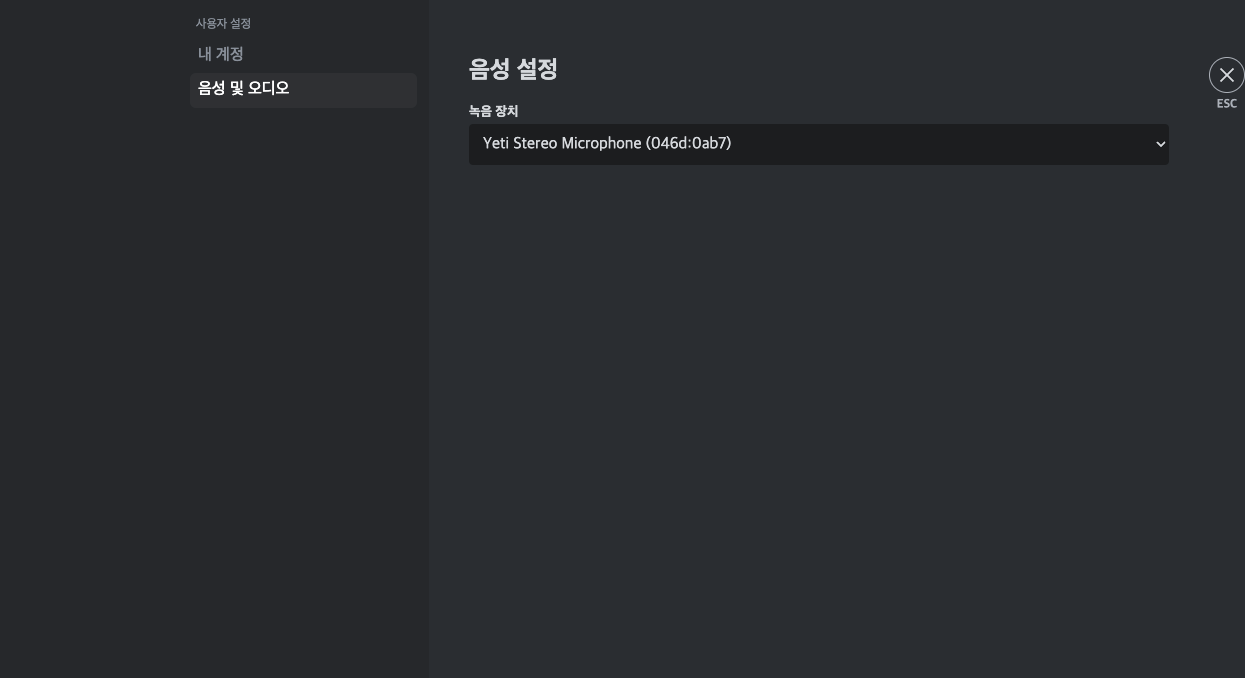 사용자 설정
내 계정
음성 및 오디오
음성 설정
녹음 장치
Yeti Stereo Microphone (046d:0ab7)
ESC